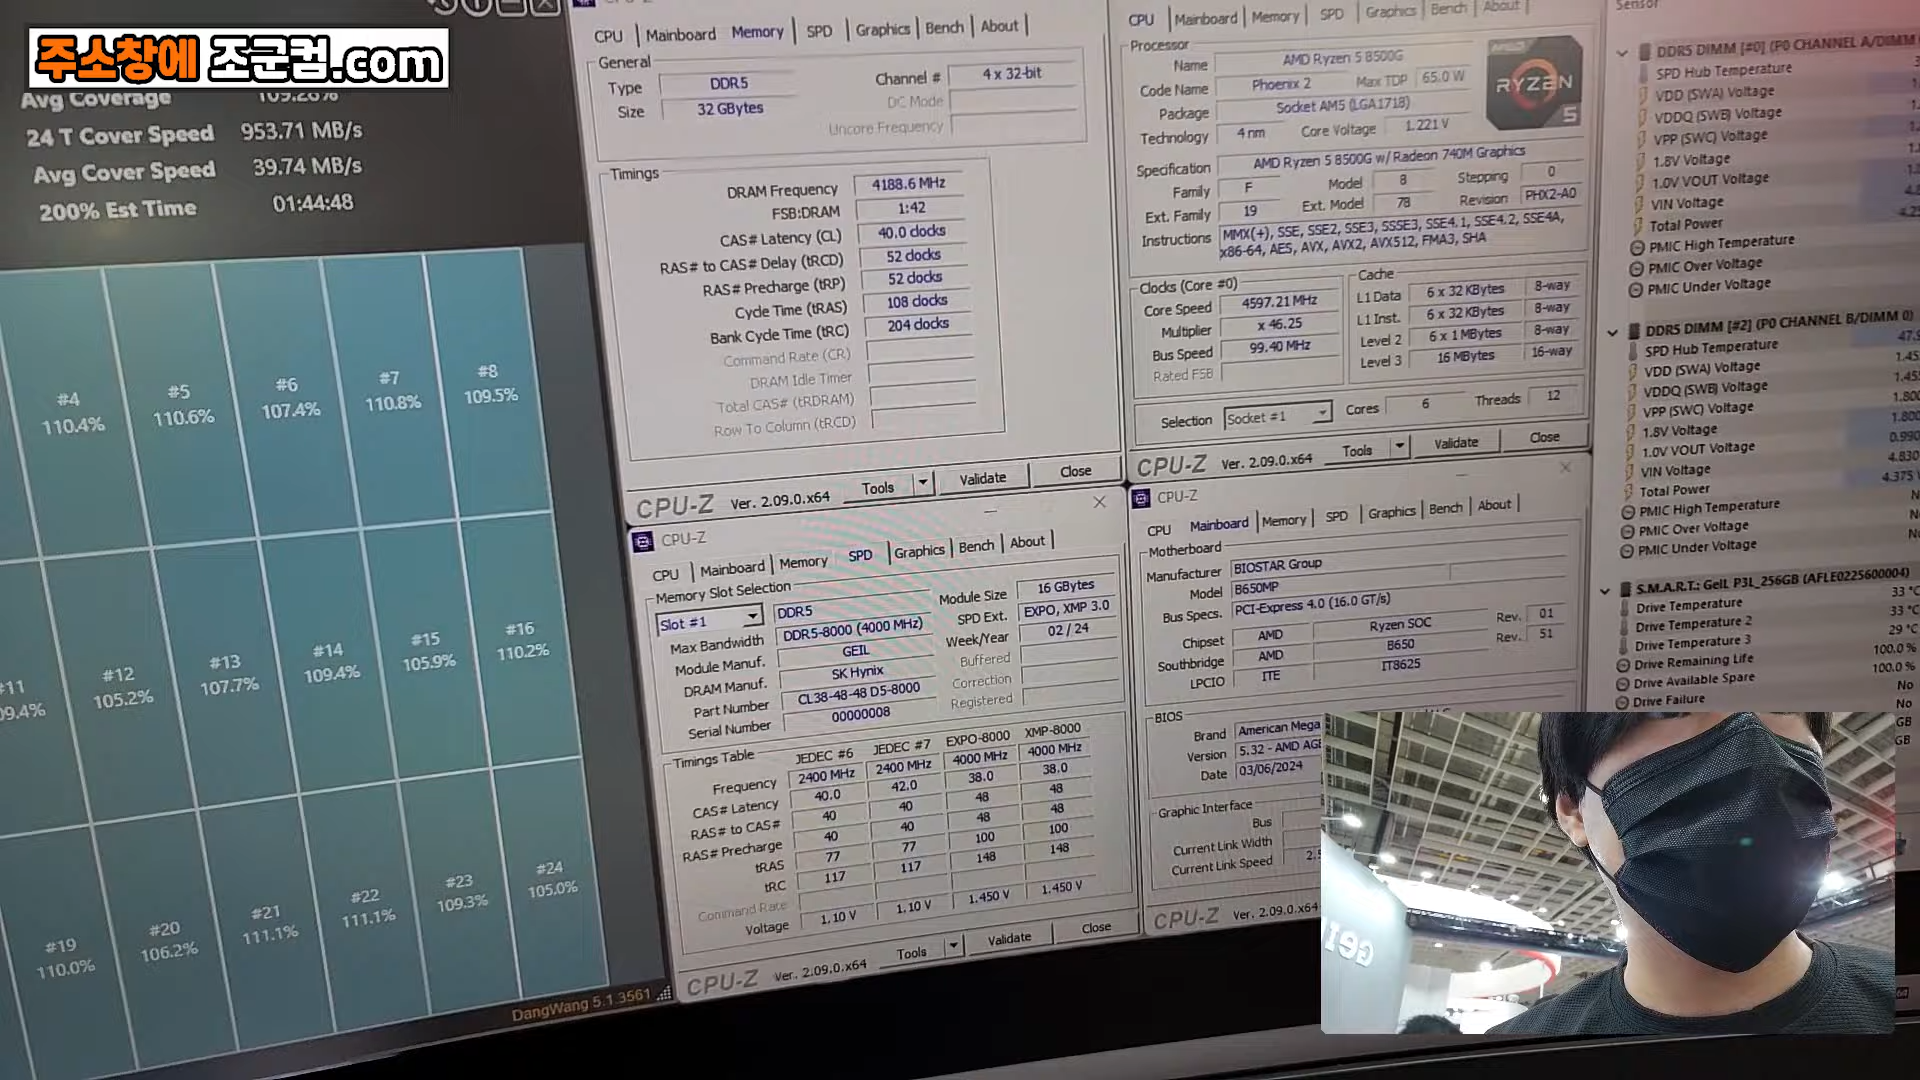 주소창에 조군컴.com
Avg Coverage 109.28%
24 T Cover Speed 953.71 MB/s
Avg Cover Speed 39.74 MB/s
200% Est Time 01:44:48
#4 #5 #6 #7 #8
110.4% 110.6% 107.4% 110.8% 109.5%
#12 #13 #14 #15 #16
105.2% 107.7% 109.4% 105.9% 110.2%
#19 #20 #21 #22 #23 #24
110.0% 106.2% 111.1% 111.1% 109.3% 105.0%
DangWang 5.1.3561
CPU Mainboard Memory SPD Graphics Bench About
General
Type DDR5 Channel # 4 x 32-bit
Size 32 GBytes DC Mode
Uncore Frequency
Timings
DRAM Frequency 4188.6 MHz
FSB:DRAM 1:42
CAS# Latency (CL) 40.0 clocks
RAS# to CAS# Delay (tRCD) 52 clocks
RAS# Precharge (tRP) 52 clocks
Cycle Time (tRAS) 108 clocks
Bank Cycle Time (tRC) 204 clocks
Command Rate (CR)
DRAM Idle Timer
Total CAS# (tRDRAM)
Row To Column (tRCD)
CPU-Z Ver. 2.09.0.x64 Tools Validate Close
CPU Mainboard Memory SPD Graphics Bench About
Processor
Name AMD Ryzen 5 8500G
Code Name Phoenix 2 Max TDP 65.0 W
Package Socket AM5 (LGA1718)
Technology 4 nm Core Voltage 1.221 V
AMD
RYZEN
5
Specification AMD Ryzen 5 8500G w/ Radeon 740M Graphics
Family F Model 8 Stepping 0
Ext. Family 19 Ext. Model 78 Revision PHX2-A0
Instructions MMX(+), SSE, SSE2, SSE3, SSSE3, SSE4.1, SSE4.2, SSE4A,
x86-64, AES, AVX, AVX2, AVX512, FMA3, SHA
Clocks (Core #0)
Core Speed 4597.21 MHz
Multiplier x 46.25
Bus Speed 99.40 MHz
Rated FSB
Cache
L1 Data 6 x 32 KBytes 8-way
L1 Inst. 6 x 32 KBytes 8-way
Level 2 6 x 1 MBytes 8-way
Level 3 16 MBytes 16-way
Selection Socket #1 Cores 6 Threads 12
CPU-Z Ver. 2.09.0.x64 Tools Validate Close
CPU-Z
CPU Mainboard Memory SPD Graphics Bench About
Memory Slot Selection
Slot #1 DDR5 Module Size 16 GBytes
Max Bandwidth DDR5-8000 (4000 MHz) SPD Ext. EXPO, XMP 3.0
Module Manuf. GEIL Week/Year 02 / 24
DRAM Manuf. SK Hynix Buffered
Part Number CL38-48-48 D5-8000 Correction
Serial Number 00000008 Registered
Timings Table JEDEC #6 JEDEC #7 EXPO-8000 XMP-8000
Frequency 2400 MHz 2400 MHz 4000 MHz 4000 MHz
CAS# Latency 40.0 42.0 38.0 38.0
RAS# to CAS# 40 40 48 48
RAS# Precharge 40 40 48 48
tRAS 77 77 100 100
tRC 117 117 148 148
Command Rate
Voltage 1.10 V 1.10 V 1.450 V 1.450 V
CPU-Z Ver. 2.09.0.x64 Tools Validate Close
CPU-Z
CPU Mainboard Memory SPD Graphics Bench About
Motherboard
Manufacturer BIOSTAR Group
Model B650MP
Bus Specs. PCI-Express 4.0 (16.0 GT/s)
Chipset AMD Ryzen SOC Rev. 01
Southbridge AMD B650 Rev. 51
LPCIO ITE IT8625
BIOS
Brand American Mega
Version 5.32 - AMD AGE
Date 03/06/2024
Graphic Interface
Bus
Current Link Width
Current Link Speed 2.5
CPU-Z Ver. 2.09.0.x64
Sensor
DDR5 DIMM [#0] (P0 CHANNEL A/DIMM
SPD Hub Temperature
VDD (SWA) Voltage
VDDQ (SWB) Voltage
VPP (SWC) Voltage
1.8V Voltage
1.0V VOUT Voltage
VIN Voltage
Total Power
PMIC High Temperature
PMIC Over Voltage
PMIC Under Voltage
DDR5 DIMM [#2] (P0 CHANNEL B/DIMM 0)
SPD Hub Temperature 47.
VDD (SWA) Voltage 1.45
VDDQ (SWB) Voltage 1.45
VPP (SWC) Voltage 1.800
1.8V Voltage 1.800
1.0V VOUT Voltage 0.990
VIN Voltage 4.830
Total Power 4.375
PMIC High Temperature
PMIC Over Voltage
PMIC Under Voltage
S.M.A.R.T.: GeIL P3L_256GB (AFLE0225600004)
Drive Temperature 33 °C
Drive Temperature 2 33 °C
Drive Temperature 3 29 °C
Drive Remaining Life 100.0 %
Drive Available Spare 100.0 %
Drive Failure No
No
GB
GB
GeIL